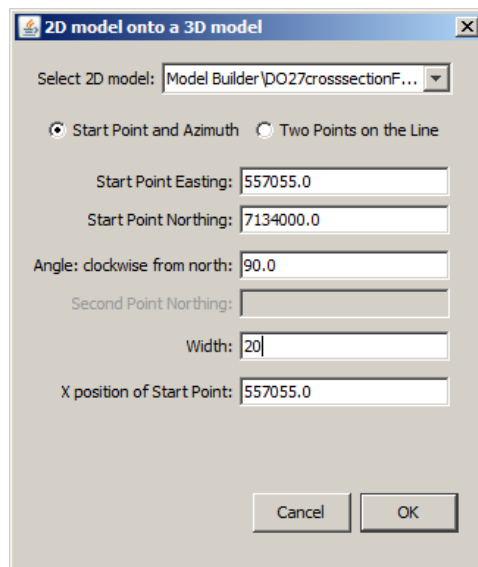 2D model onto a 3D model
Select 2D model: Model Builder\DO27crosssectionF...
Start Point and Azimuth Two Points on the Line
Start Point Easting: 557055.0
Start Point Northing: 7134000.0
Angle: clockwise from north: 90.0
Second Point Northing:
Width: 20
X position of Start Point: 557055.0
Cancel OK